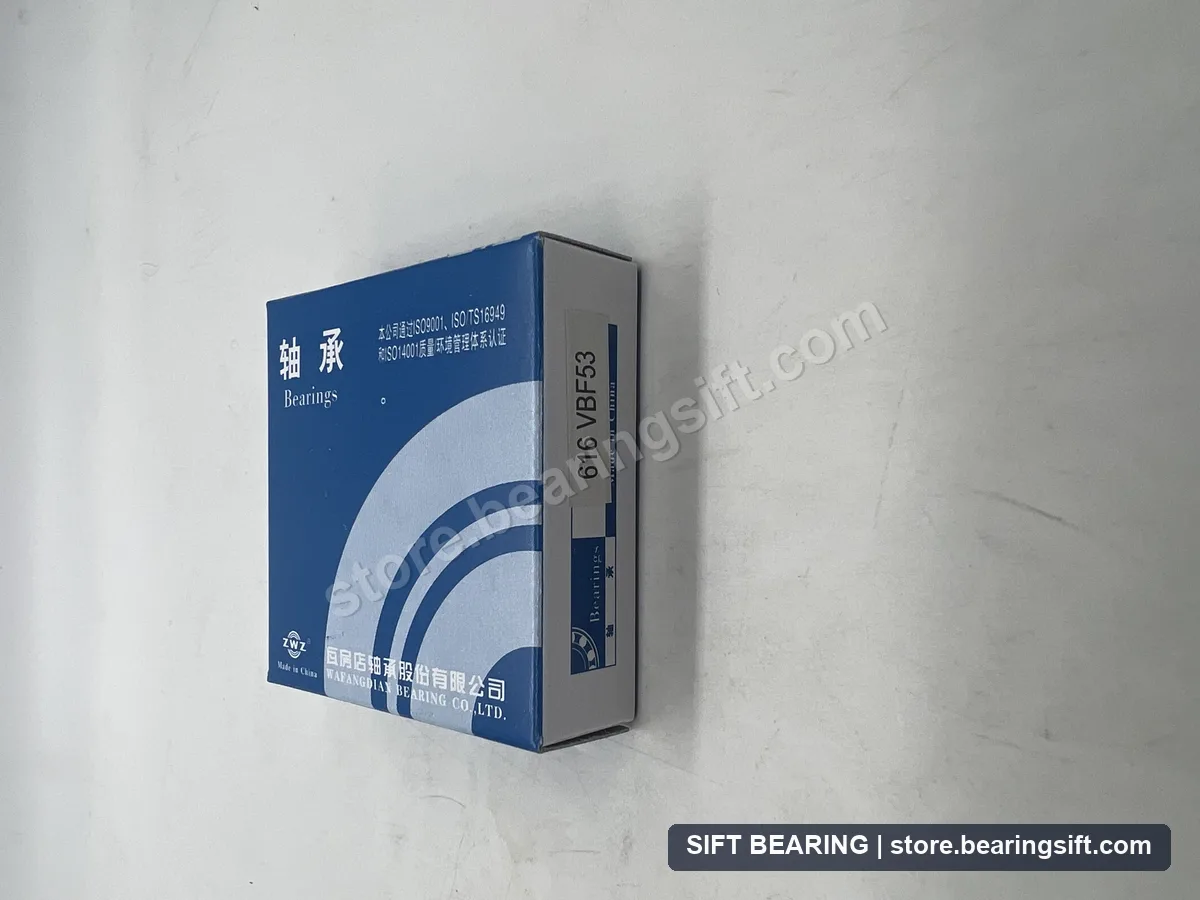 轴 承
Bearings
本公司通过ISO9001、ISO/TS16949
和ISO14001质量/环境管理体系认证
ZWZ
Made in China
瓦房店轴承股份有限公司
WAFANGDIAN BEARING CO.,LTD.
616 VBF53
Made in China
Bearings
轴 承
store.bearingsift.com
SIFT BEARING | store.bearingsift.com